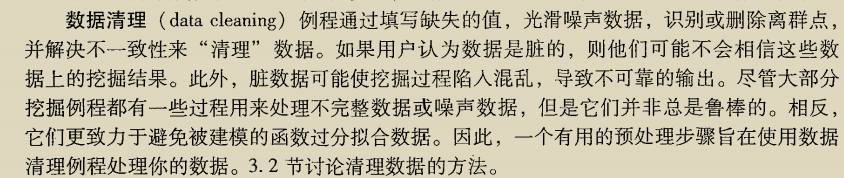 数据清理（data cleaning）例程通过填写缺失的值，光滑噪声数据，识别或删除离群点，
并解决不一致性来“清理”数据。如果用户认为数据是脏的，则他们可能不会相信这些数
据上的挖掘结果。此外，脏数据可能使挖掘过程陷入混乱，导致不可靠的输出。尽管大部分
挖掘例程都有一些过程用来处理不完整数据或噪声数据，但是它们并非总是鲁棒的。相反，
它们更致力于避免被建模的函数过分拟合数据。因此，一个有用的预处理步骤旨在使用数据
清理例程处理你的数据。3.2 节讨论清理数据的方法。